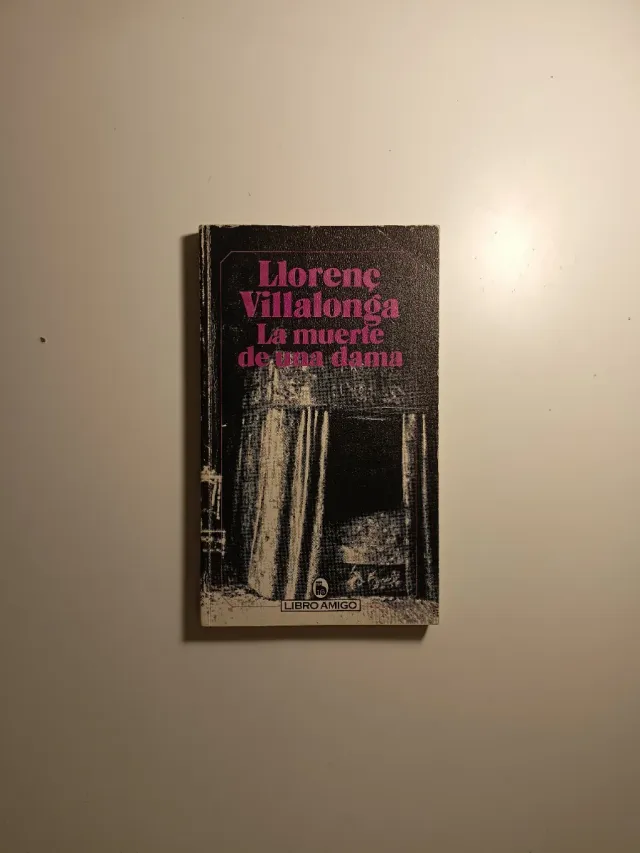 Llorenç
Villalonga
La muerte
de una dama
LIBRO AMIGO